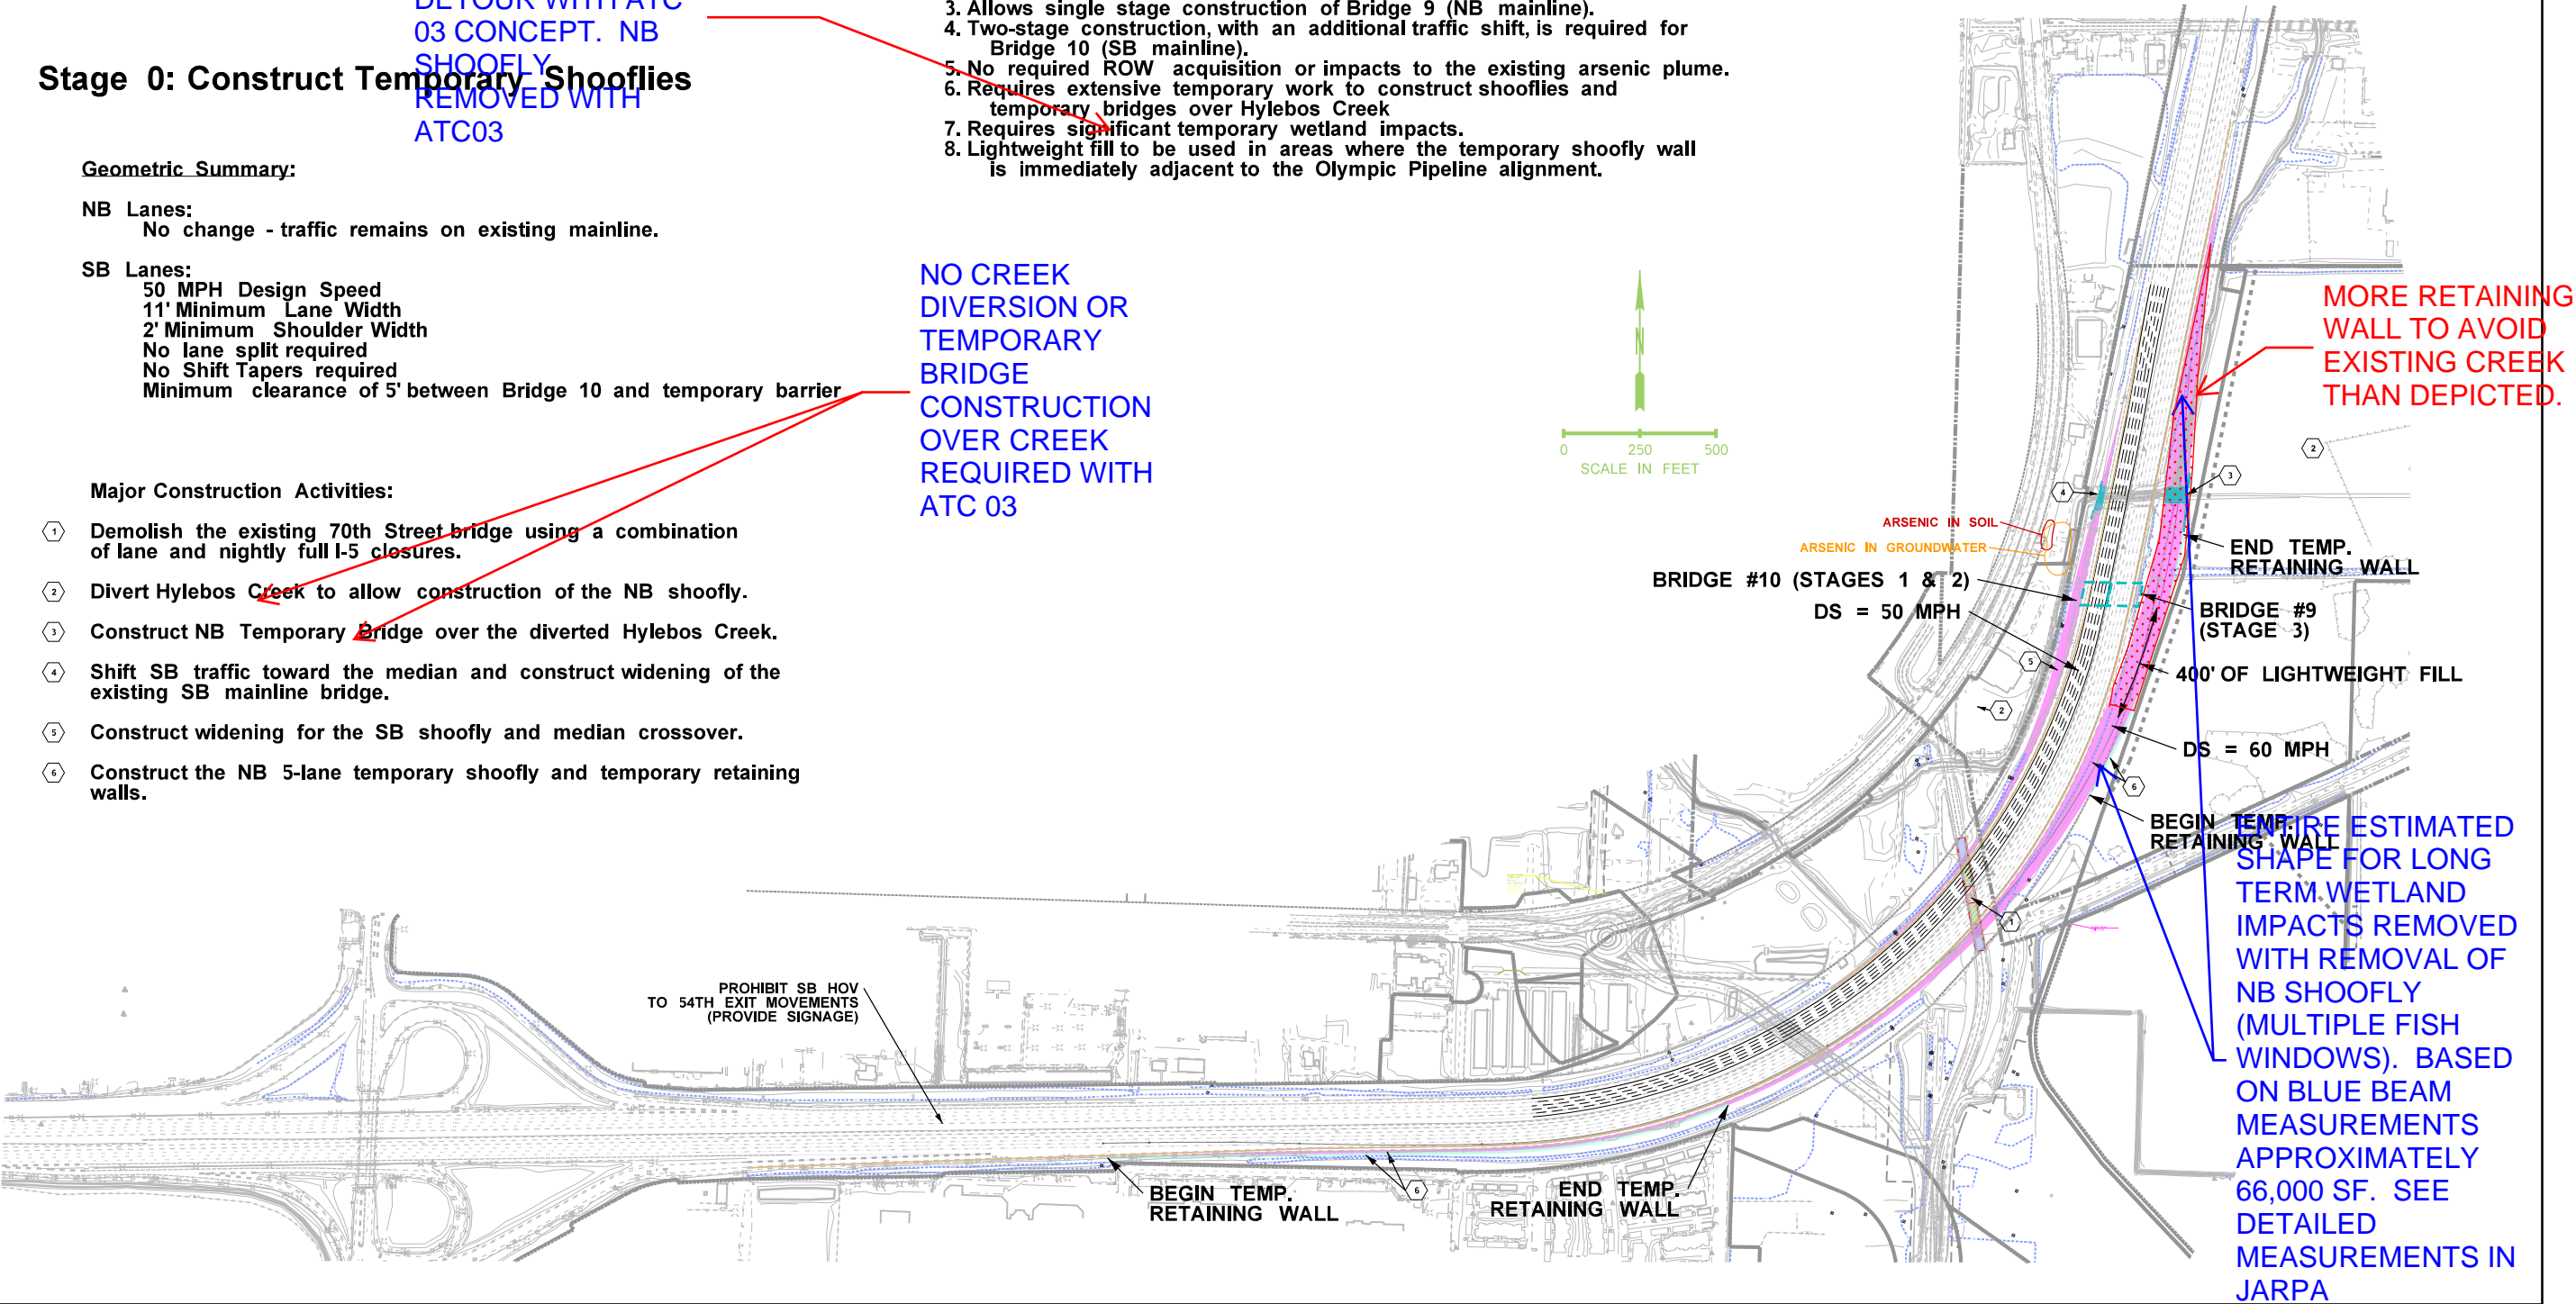 DETOUR WITH ATC
03 CONCEPT. NB
SHOOFLY
REMOVED WITH
ATC03
Stage 0: Construct Temporary Shooflies
3. Allows single stage construction of Bridge 9 (NB mainline).
4. Two-stage construction, with an additional traffic shift, is required for
Bridge 10 (SB mainline).
5. No required ROW acquisition or impacts to the existing arsenic plume.
6. Requires extensive temporary work to construct shooflies and
temporary bridges over Hylebos Creek
7. Requires significant temporary wetland impacts.
8. Lightweight fill to be used in areas where the temporary shoofly wall
is immediately adjacent to the Olympic Pipeline alignment.
Geometric Summary:
NB Lanes:
No change - traffic remains on existing mainline.
SB Lanes:
50 MPH Design Speed
11' Minimum Lane Width
2' Minimum Shoulder Width
No lane split required
No Shift Tapers required
Minimum clearance of 5' between Bridge 10 and temporary barrier
NO CREEK
DIVERSION OR
TEMPORARY
BRIDGE
CONSTRUCTION
OVER CREEK
REQUIRED WITH
ATC 03
Major Construction Activities:
1 Demolish the existing 70th Street bridge using a combination
of lane and nightly full I-5 closures.
2 Divert Hylebos Creek to allow construction of the NB shoofly.
3 Construct NB Temporary Bridge over the diverted Hylebos Creek.
4 Shift SB traffic toward the median and construct widening of the
existing SB mainline bridge.
5 Construct widening for the SB shoofly and median crossover.
6 Construct the NB 5-lane temporary shoofly and temporary retaining
walls.
N
0 250 500
SCALE IN FEET
MORE RETAINING
WALL TO AVOID
EXISTING CREEK
THAN DEPICTED.
2
3
4
ARSENIC IN SOIL
ARSENIC IN GROUNDWATER
BRIDGE #10 (STAGES 1 & 2)
DS = 50 MPH
END TEMP.
RETAINING WALL
BRIDGE #9
(STAGE 3)
5
400' OF LIGHTWEIGHT FILL
2
DS = 60 MPH
6
BEGIN TEMP.
RETAINING WALL
1
ENTIRE ESTIMATED
SHAPE FOR LONG
TERM WETLAND
IMPACTS REMOVED
WITH REMOVAL OF
NB SHOOFLY
(MULTIPLE FISH
WINDOWS). BASED
ON BLUE BEAM
MEASUREMENTS
APPROXIMATELY
66,000 SF. SEE
DETAILED
MEASUREMENTS IN
JARPA
PROHIBIT SB HOV
TO 54TH EXIT MOVEMENTS
(PROVIDE SIGNAGE)
BEGIN TEMP.
RETAINING WALL
6
END TEMP.
RETAINING WALL